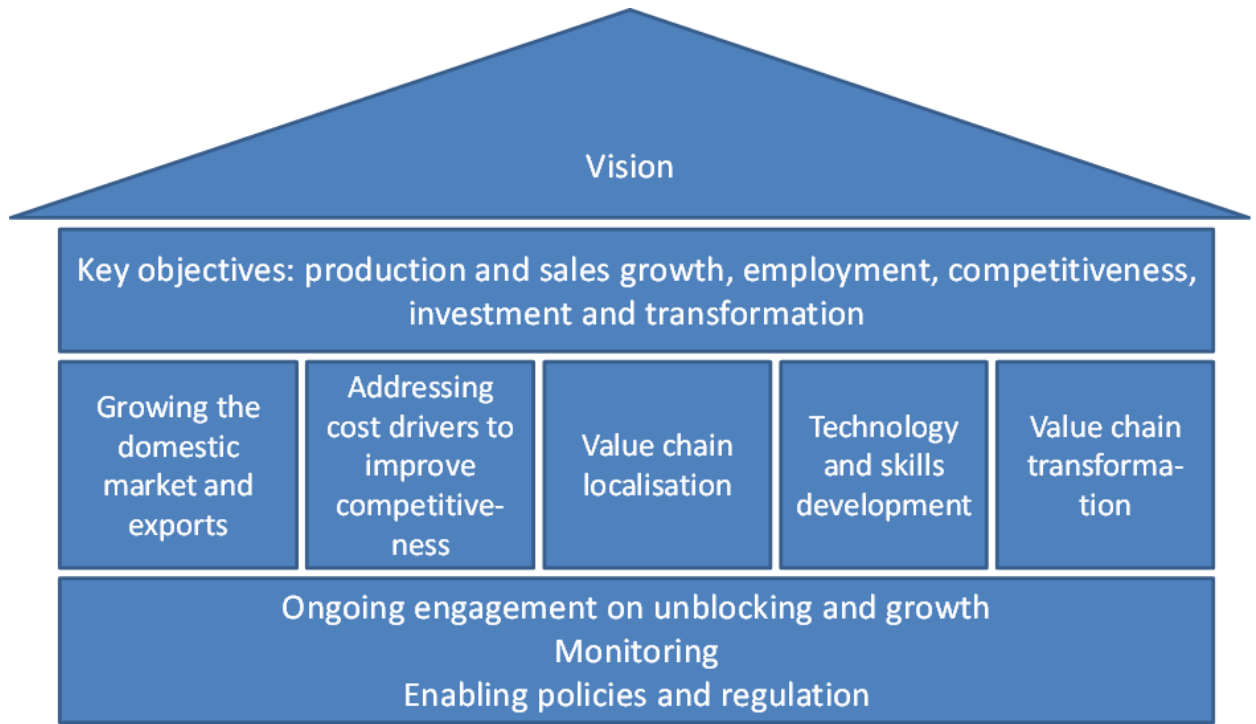 Vision
Key objectives: production and sales growth, employment, competitiveness,
investment and transformation
Growing the
domestic
market and
exports
Addressing
cost drivers to
improve
competitive-
ness
Value chain
localisation
Technology
and skills
development
Value chain
transforma-
tion
Ongoing engagement on unblocking and growth
Monitoring
Enabling policies and regulation